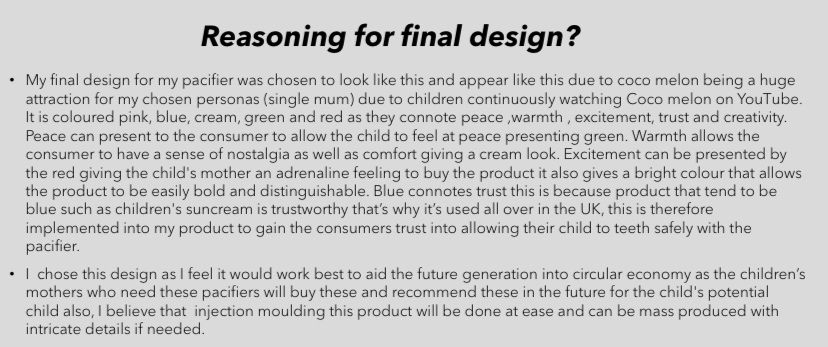 Reasoning for final design?
• My final design for my pacifier was chosen to look like this and appear like this due to coco melon being a huge
attraction for my chosen personas (single mum) due to children continuously watching Coco melon on YouTube.
It is coloured pink, blue, cream, green and red as they connote peace ,warmth , excitement, trust and creativity.
Peace can present to the consumer to allow the child to feel at peace presenting green. Warmth allows the
consumer to have a sense of nostalgia as well as comfort giving a cream look. Excitement can be presented by
the red giving the child's mother an adrenaline feeling to buy the product it also gives a bright colour that allows
the product to be easily bold and distinguishable. Blue connotes trust this is because product that tend to be
blue such as children's suncream is trustworthy that’s why it’s used all over in the UK, this is therefore
implemented into my product to gain the consumers trust into allowing their child to teeth safely with the
pacifier.
• I  chose this design as I feel it would work best to aid the future generation into circular economy as the children’s
mothers who need these pacifiers will buy these and recommend these in the future for the child's potential
child also, I believe that  injection moulding this product will be done at ease and can be mass produced with
intricate details if needed.